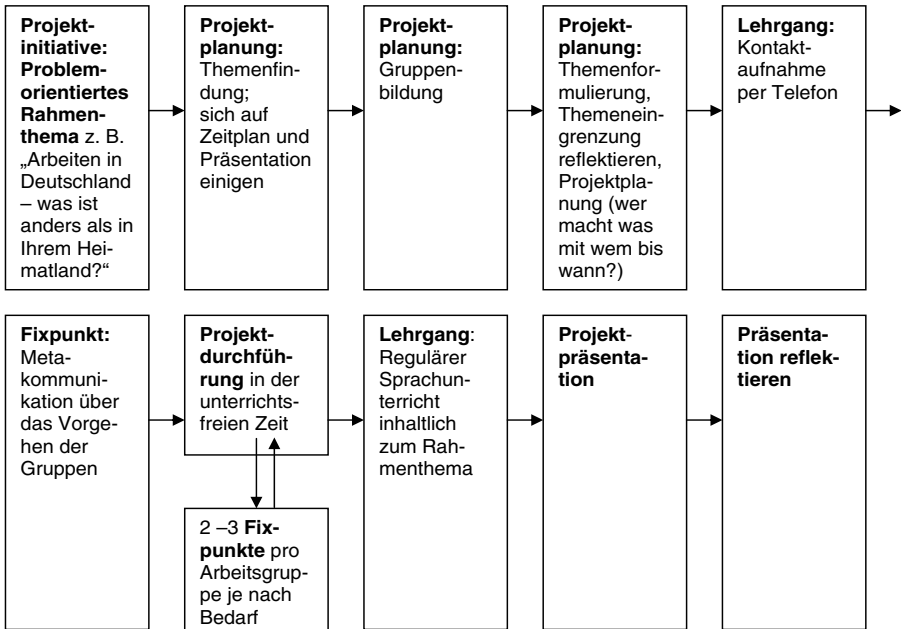 Projekt-
initiative:
Problem-
orientiertes
Rahmen-
thema z. B.
„Arbeiten in
Deutschland
– was ist
anders als in
Ihrem Hei-
matland?“
Projekt-
planung:
Themenfin-
dung;
sich auf
Zeitplan und
Präsentation
einigen
Projekt-
planung:
Gruppen-
bildung
Projekt-
planung:
Themenfor-
mulierung,
Themenein-
grenzung
reflektieren,
Projektpla-
nung (wer
macht was
mit wem bis
wann?)
Lehrgang:
Kontakt-
aufnahme
per Telefon
Fixpunkt:
Meta-
kommuni-
kation über
das Vorge-
hen der
Gruppen
Projekt-
durchfüh-
rung in der
unterrichts-
freien Zeit
2 –3 Fix-
punkte pro
Arbeitsgrup-
pe je nach
Bedarf
Lehrgang:
Regulärer
Sprachun-
terricht
inhaltlich
zum Rah-
menthema
Projekt-
präsenta-
tion
Präsenta-
tion reflek-
tieren